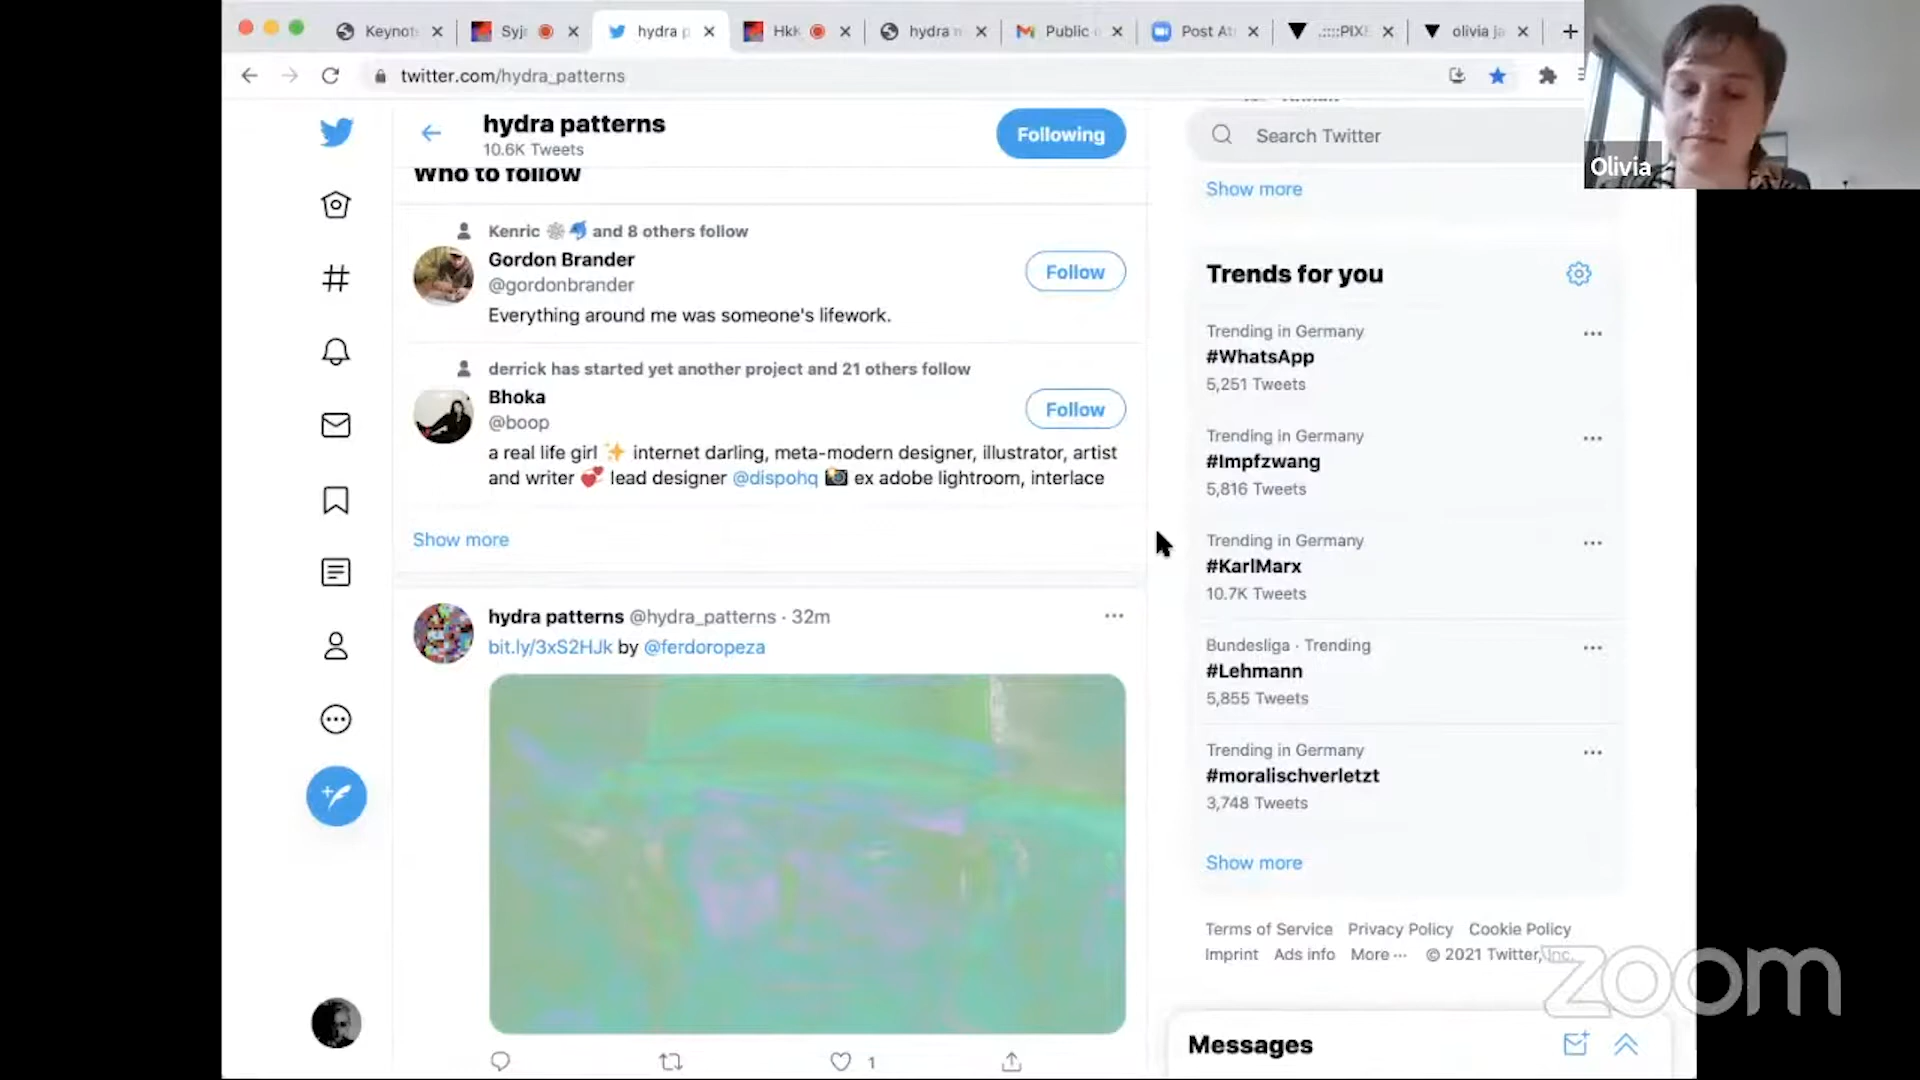 Keynot
Syj
hydra p
Hkk
hydra n
Public
Post At
.::::PIXE
olivia ja
twitter.com/hydra_patterns
Olivia
hydra patterns
10.6K Tweets
Following
Search Twitter
Who to follow
Show more
Kenric and 8 others follow
Gordon Brander
@gordonbrander
Follow
Everything around me was someone's lifework.
derrick has started yet another project and 21 others follow
Bhoka
@boop
Follow
a real life girl ✨ internet darling, meta-modern designer, illustrator, artist
and writer 💞 lead designer @dispohq 📸 ex adobe lightroom, interlace
Show more
hydra patterns @hydra_patterns · 32m
bit.ly/3xS2HJk by @ferdoropeza
1
Trends for you
Trending in Germany
#WhatsApp
5,251 Tweets
Trending in Germany
#Impfzwang
5,816 Tweets
Trending in Germany
#KarlMarx
10.7K Tweets
Bundesliga · Trending
#Lehmann
5,855 Tweets
Trending in Germany
#moralischverletzt
3,748 Tweets
Show more
Terms of Service Privacy Policy Cookie Policy
Imprint Ads info More ··· © 2021 Twitter, Inc.
zoom
Messages